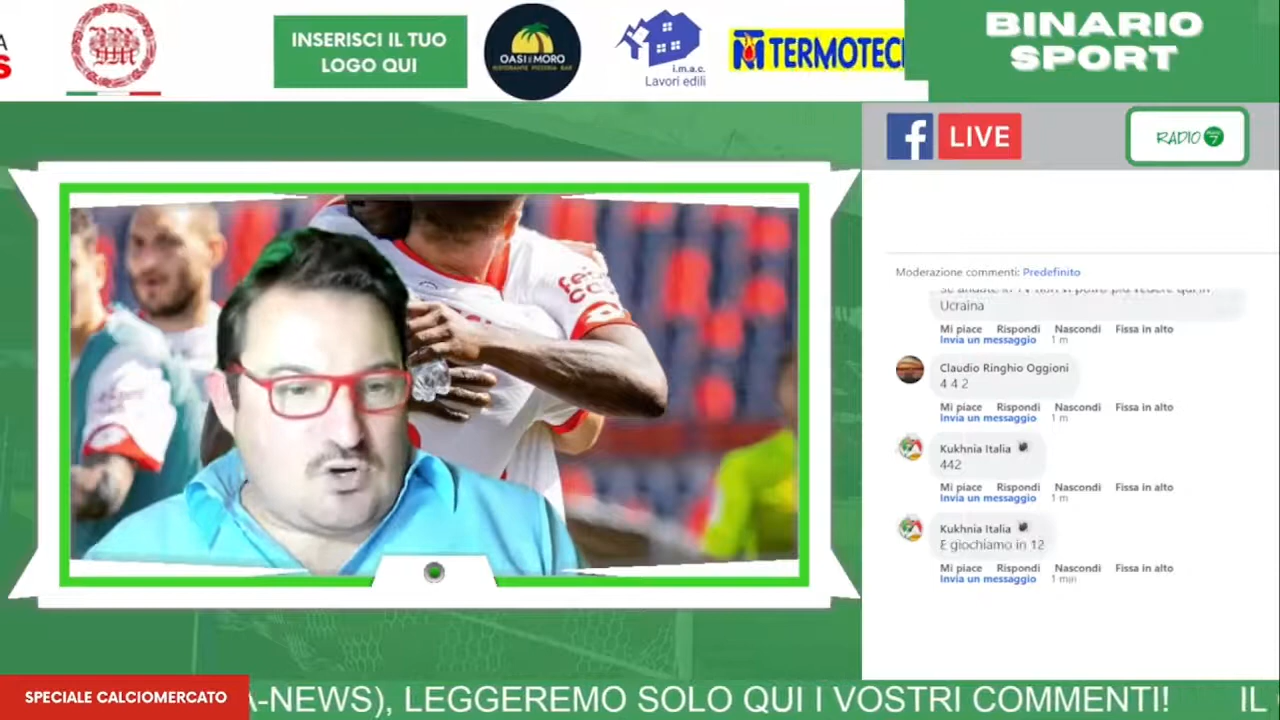 A
S
INSERISCI IL TUO
LOGO QUI
OASI DEL MORO
RISTORANTE PIZZERIA BAR
i.m.a.c.
Lavori edili
TERMOTEC
BINARIO
SPORT
f LIVE
RADIO 7
Moderazione commenti: Predefinito
Ucraina
Mi piace Rispondi Nascondi Fissa in alto
Invia un messaggio 1 m
Claudio Ringhio Oggioni
4 4 2
Mi piace Rispondi Nascondi Fissa in alto
Invia un messaggio 1 m
Kukhnia Italia
442
Mi piace Rispondi Nascondi Fissa in alto
Invia un messaggio 1 m
Kukhnia Italia
E giochiamo in 12
Mi piace Rispondi Nascondi Fissa in alto
Invia un messaggio 1 min
SPECIALE CALCIOMERCATO
A-NEWS), LEGGEREMO SOLO QUI I VOSTRI COMMENTI! IL